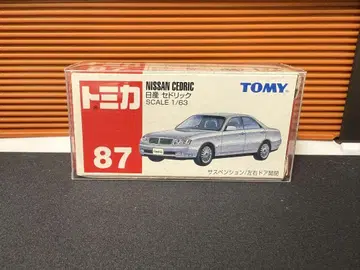 トミカ
NISSAN CEDRIC
日産 セドリック
SCALE 1/63
TOMY
87
サスペンション/左右ドア開閉